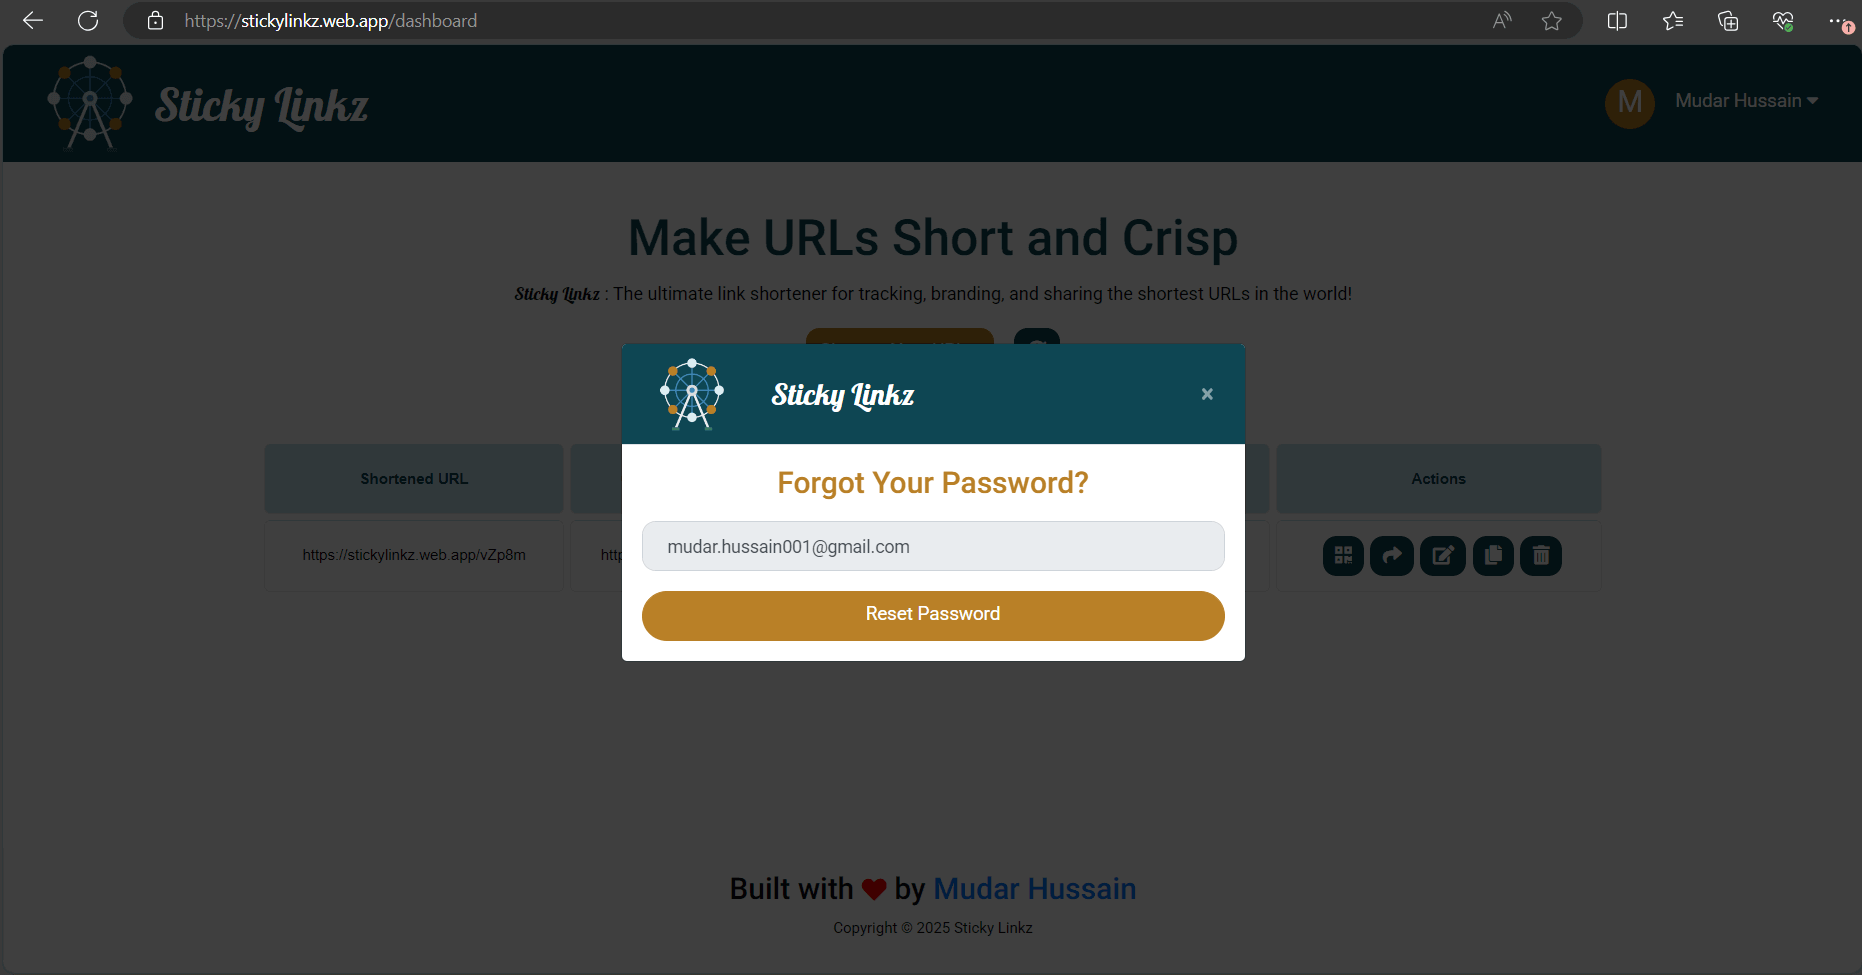 https://stickylinkz.web.app/dashboard
Sticky Linkz
M
Mudar Hussain
Make URLs Short and Crisp
Sticky Linkz : The ultimate link shortener for tracking, branding, and sharing the shortest URLs in the world!
Sticky Linkz
×
Forgot Your Password?
mudar.hussain001@gmail.com
Reset Password
Shortened URL
Actions
https://stickylinkz.web.app/vZp8m
Built with by Mudar Hussain
Copyright © 2025 Sticky Linkz